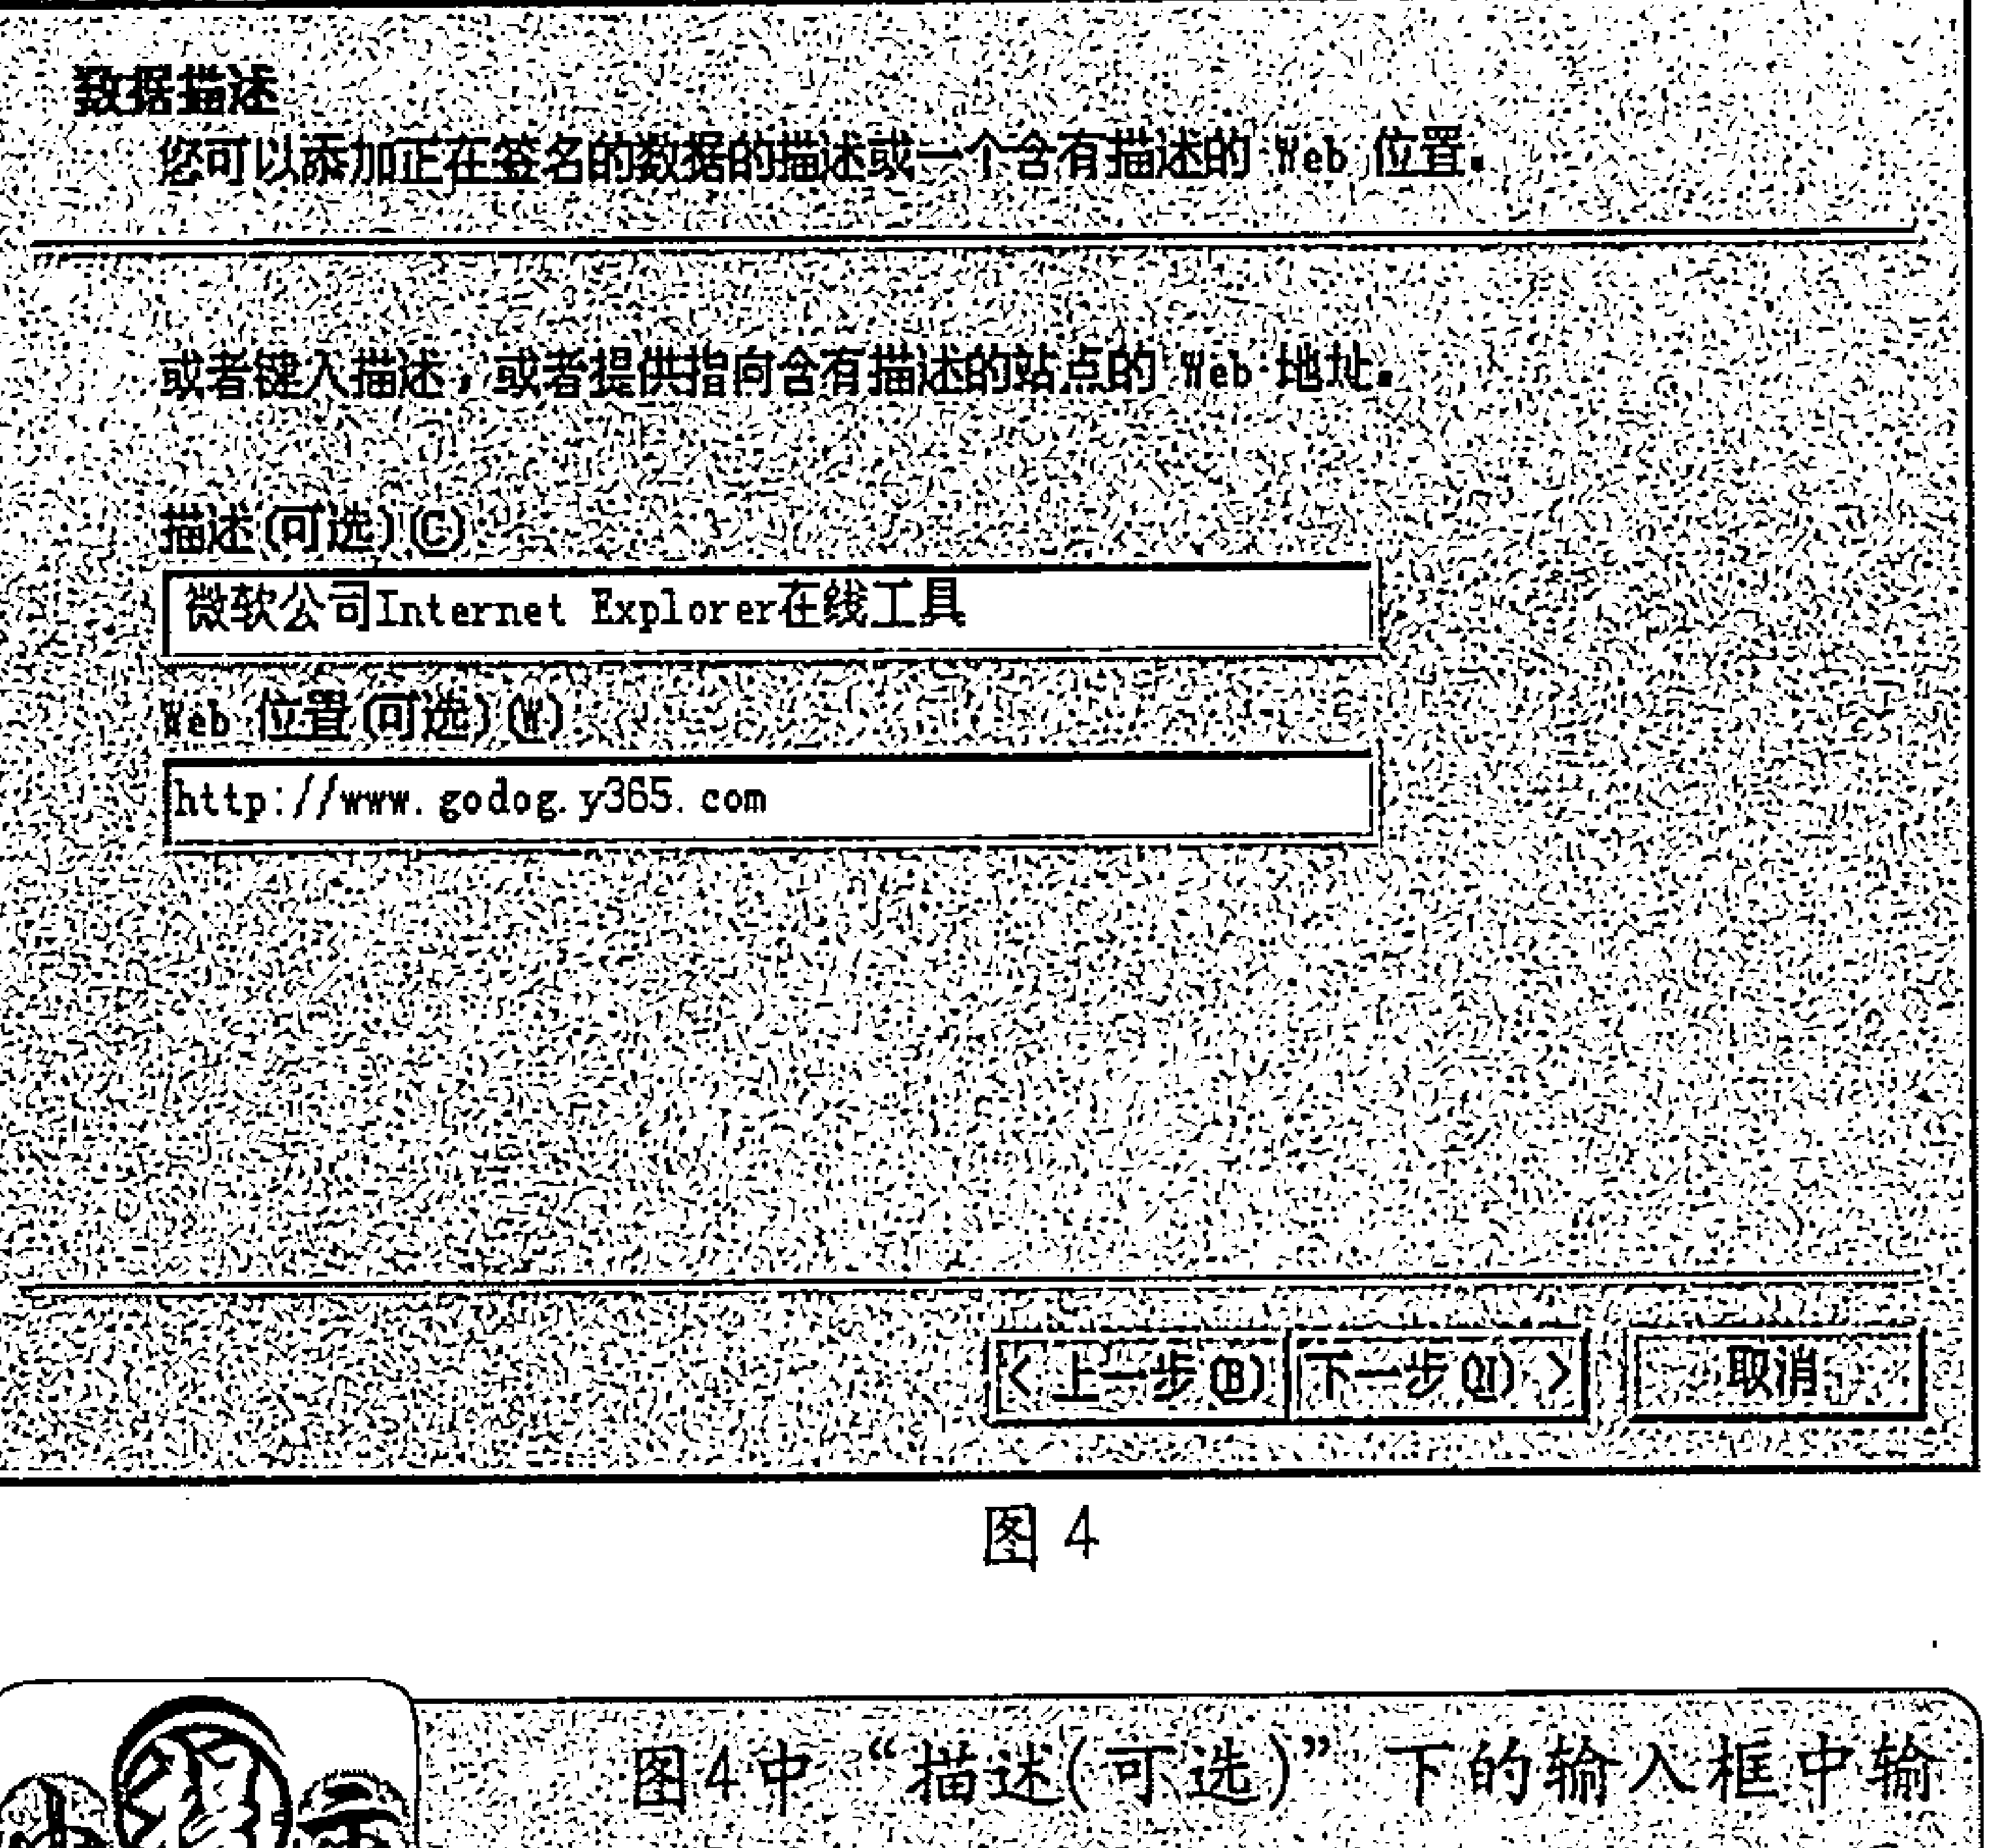 数据描述
您可以添加正在签名的数据的描述或一个含有描述的 Web 位置。
或者键入描述，或者提供指向含有描述的站点的 Web 地址。
描述(可选)(C)
微软公司Internet Explorer在线工具
Web 位置(可选)(W)
http://www.godog.y365.com
< 上一步(B) 下一步(N) > 取消
图 4
图4中“描述(可选)”下的输入框中输